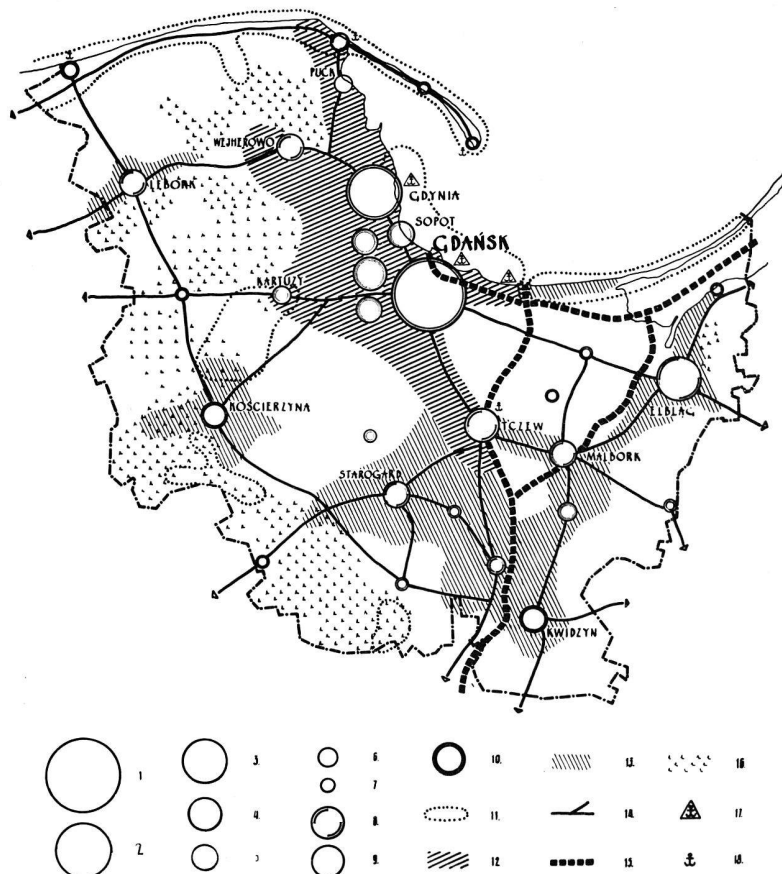 PUCK
WEJHEROWO
LĘBORK
GDYNIA
SOPOT
GDAŃSK
KARTUZY
KOŚCIERZYNA
TCZEW
ELBLĄG
MALBORK
STAROGARD
KWIDZYN
1 3. 6. 10. 13. 16.
7
4. 8. 11. 14. 17.
2 9. 12 15. 18.